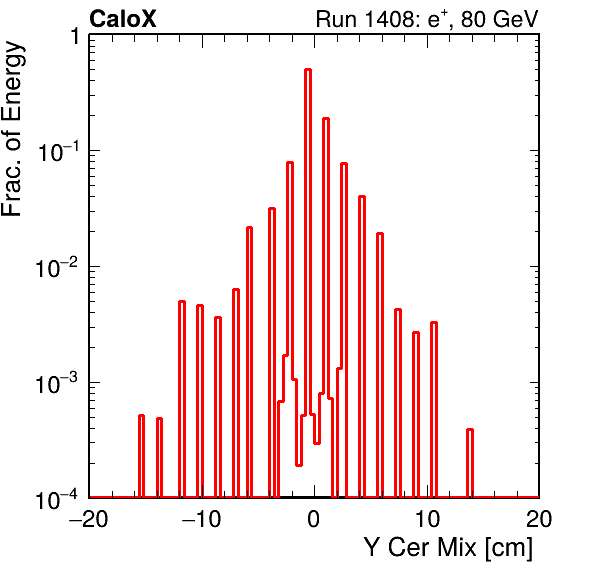 CaloX Run 1408: e⁺, 80 GeV
Frac. of Energy
1
10⁻¹
10⁻²
10⁻³
10⁻⁴
−20 −10 0 10 20
Y Cer Mix [cm]